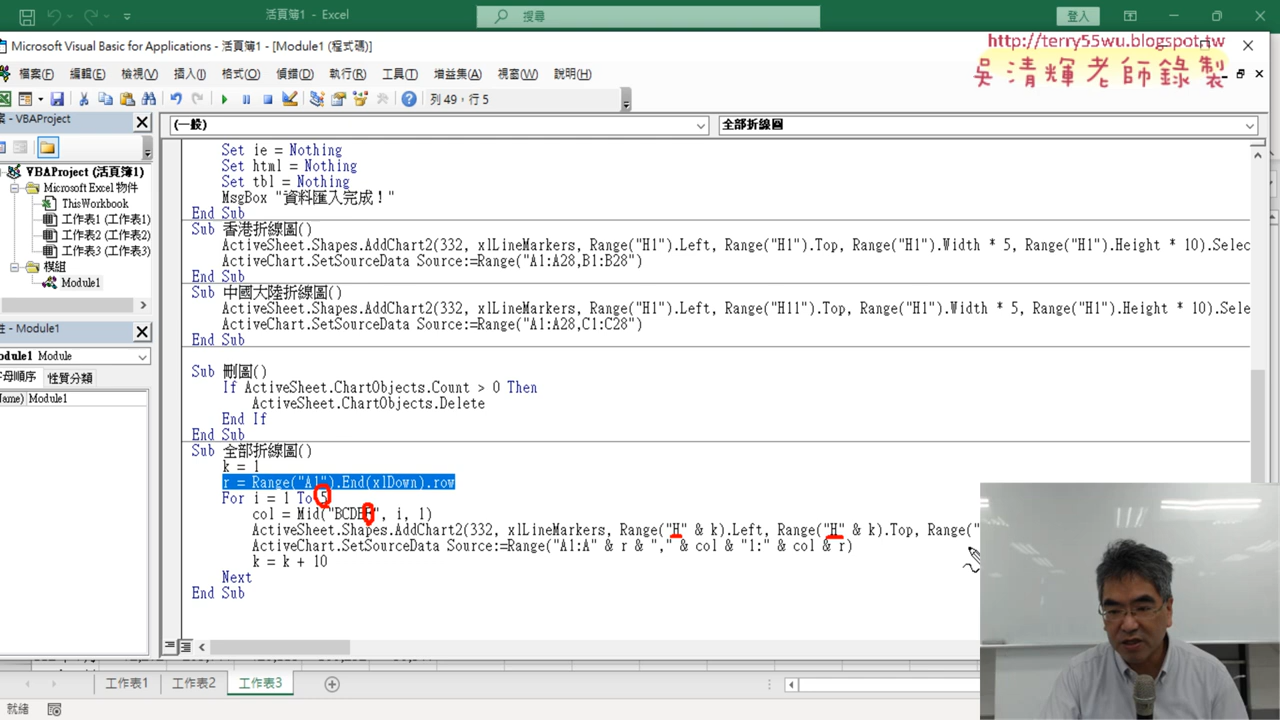 活頁簿1 - Excel
搜尋
登入
Microsoft Visual Basic for Applications - 活頁簿1 - [Module1 (程式碼)]
http://terry55wu.blogspot.tw
吳清輝老師錄製
檔案(F) 編輯(E) 檢視(V) 插入(I) 格式(O) 偵錯(D) 執行(R) 工具(T) 增益集(A) 視窗(W) 說明(H)
列 49，行 5
VBAProject
(一般)
全部折線圖
VBAProject (活頁簿1)
Microsoft Excel 物件
ThisWorkbook
工作表1 (工作表1)
工作表2 (工作表2)
工作表3 (工作表3)
模組
Module1
性 - Module1
odule1 Module
字母順序 性質分類
Name) Module1
Set ie = Nothing
Set html = Nothing
Set tbl = Nothing
MsgBox "資料匯入完成！"
End Sub
Sub 香港折線圖()
ActiveSheet.Shapes.AddChart2(332, xlLineMarkers, Range("H1").Left, Range("H1").Top, Range("H1").Width * 5, Range("H1").Height * 10).Selec
ActiveChart.SetSourceData Source:=Range("A1:A28,B1:B28")
End Sub
Sub 中國大陸折線圖()
ActiveSheet.Shapes.AddChart2(332, xlLineMarkers, Range("H1").Left, Range("H11").Top, Range("H1").Width * 5, Range("H1").Height * 10).Sele
ActiveChart.SetSourceData Source:=Range("A1:A28,C1:C28")
End Sub
Sub 刪圖()
If ActiveSheet.ChartObjects.Count > 0 Then
ActiveSheet.ChartObjects.Delete
End If
End Sub
Sub 全部折線圖()
k = 1
r = Range("A1").End(xlDown).row
For i = 1 To 5
col = Mid("BCDEF", i, 1)
ActiveSheet.Shapes.AddChart2(332, xlLineMarkers, Range("H" & k).Left, Range("H" & k).Top, Range("
ActiveChart.SetSourceData Source:=Range("A1:A" & r & "," & col & "1:" & col & r)
k = k + 10
Next
End Sub
工作表1 工作表2 工作表3
就緒